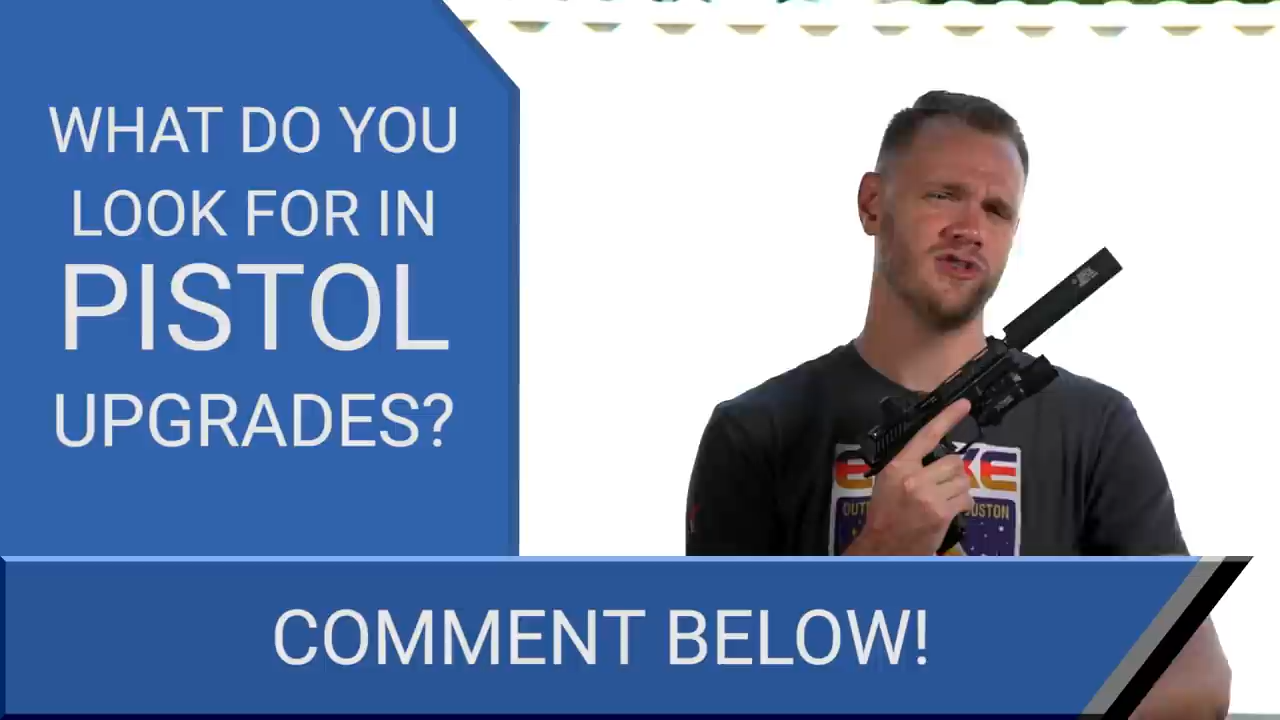 WHAT DO YOU
LOOK FOR IN
PISTOL
UPGRADES?
COMMENT BELOW!